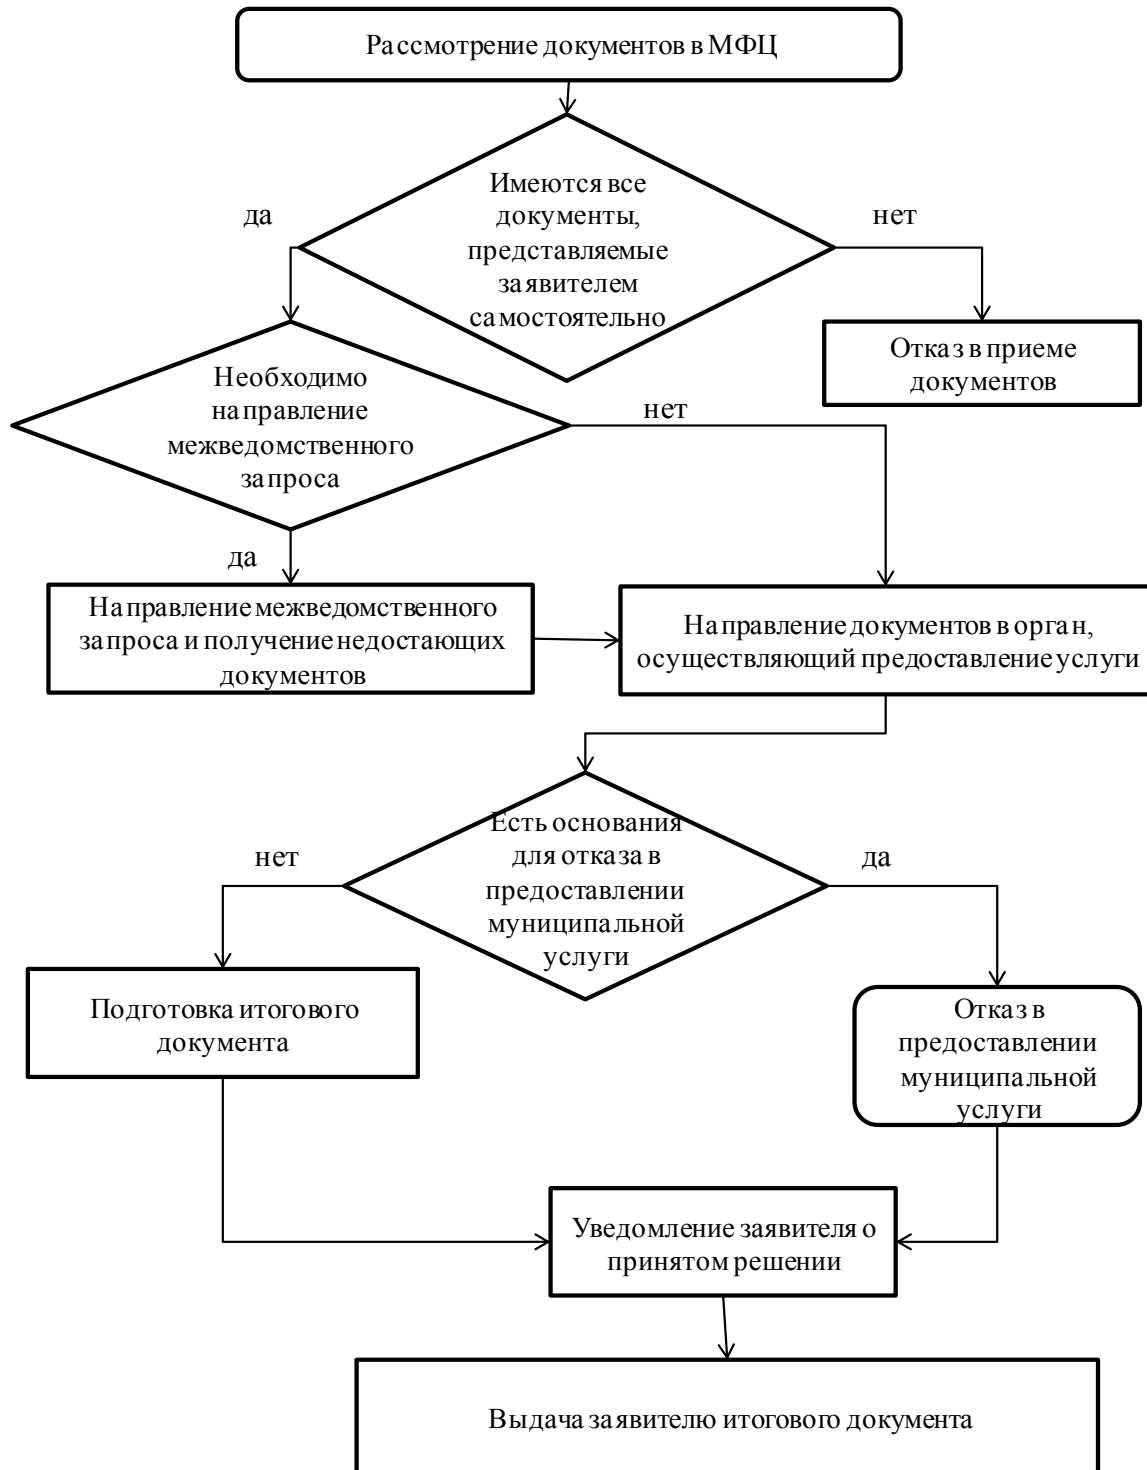 Рассмотрение документов в МФЦ
Имеются все
документы,
представляемые
заявителем
самостоятельно
да
нет
Отказ в приеме
документов
Необходимо
направление
межведомственного
запроса
нет
да
Направление межведомственного
запроса и получение недостающих
документов
Направление документов в орган,
осуществляющий предоставление услуги
Есть основания
для отказа в
предоставлении
муниципальной
услуги
нет
да
Подготовка итогового
документа
Отказ в
предоставлении
муниципальной
услуги
Уведомление заявителя о
принятом решении
Выдача заявителю итогового документа